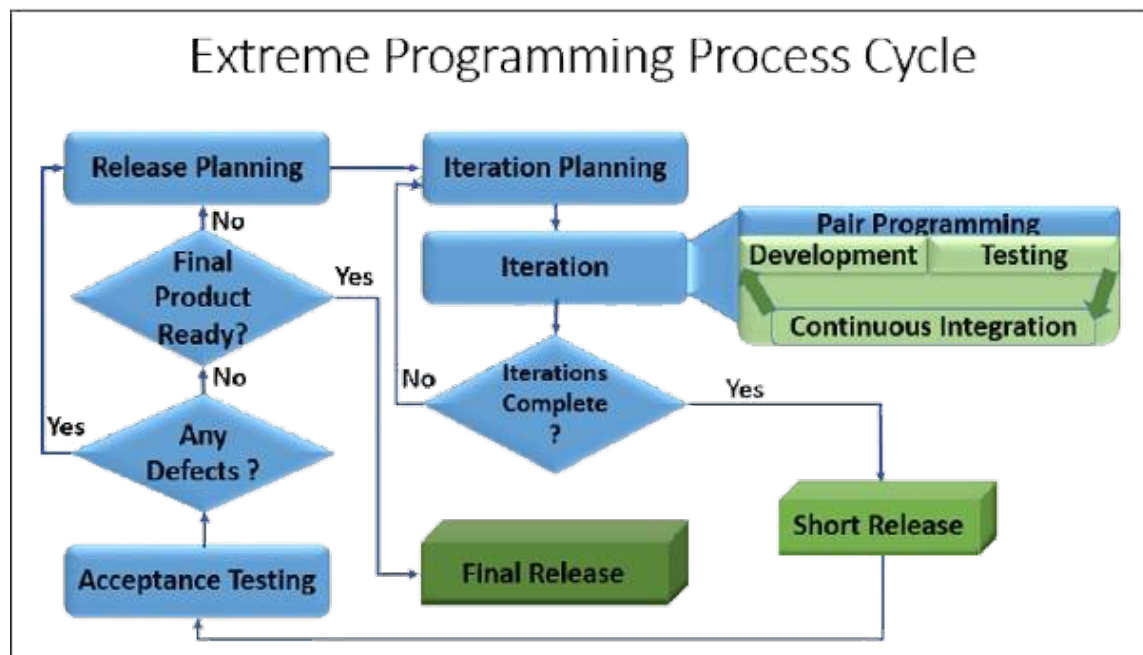 Extreme Programming Process Cycle
Release Planning
Iteration Planning
No
Pair Programming
Development
Testing
Iteration
Final
Product
Ready?
Yes
Continuous Integration
No
Iterations
Complete
?
No
Yes
Yes
Any
Defects ?
Short Release
Acceptance Testing
Final Release